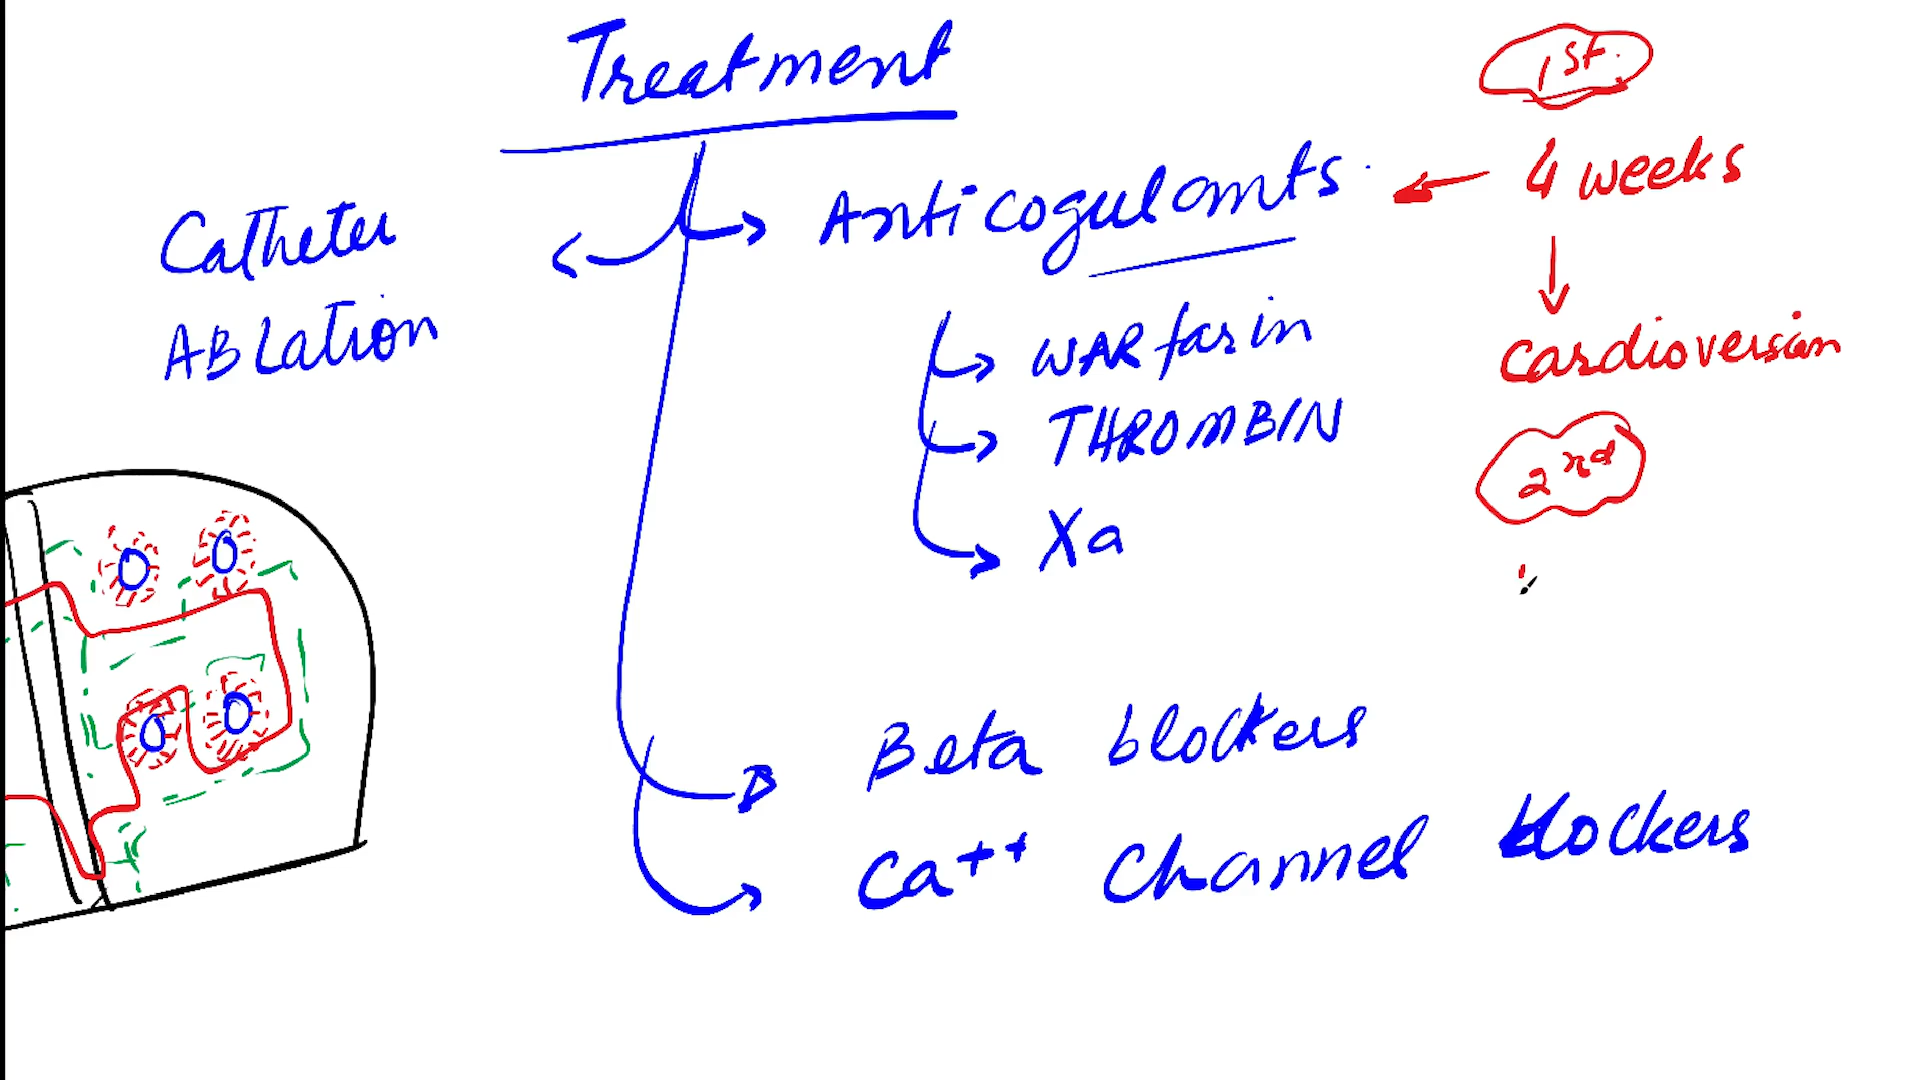 Treatment
Catheter
ABLation
Anticogulants
WARfarin
THROMBIN
Xa
Beta blockers
Ca++ Channel blockers
1st.
4 weeks
cardioversion
2nd